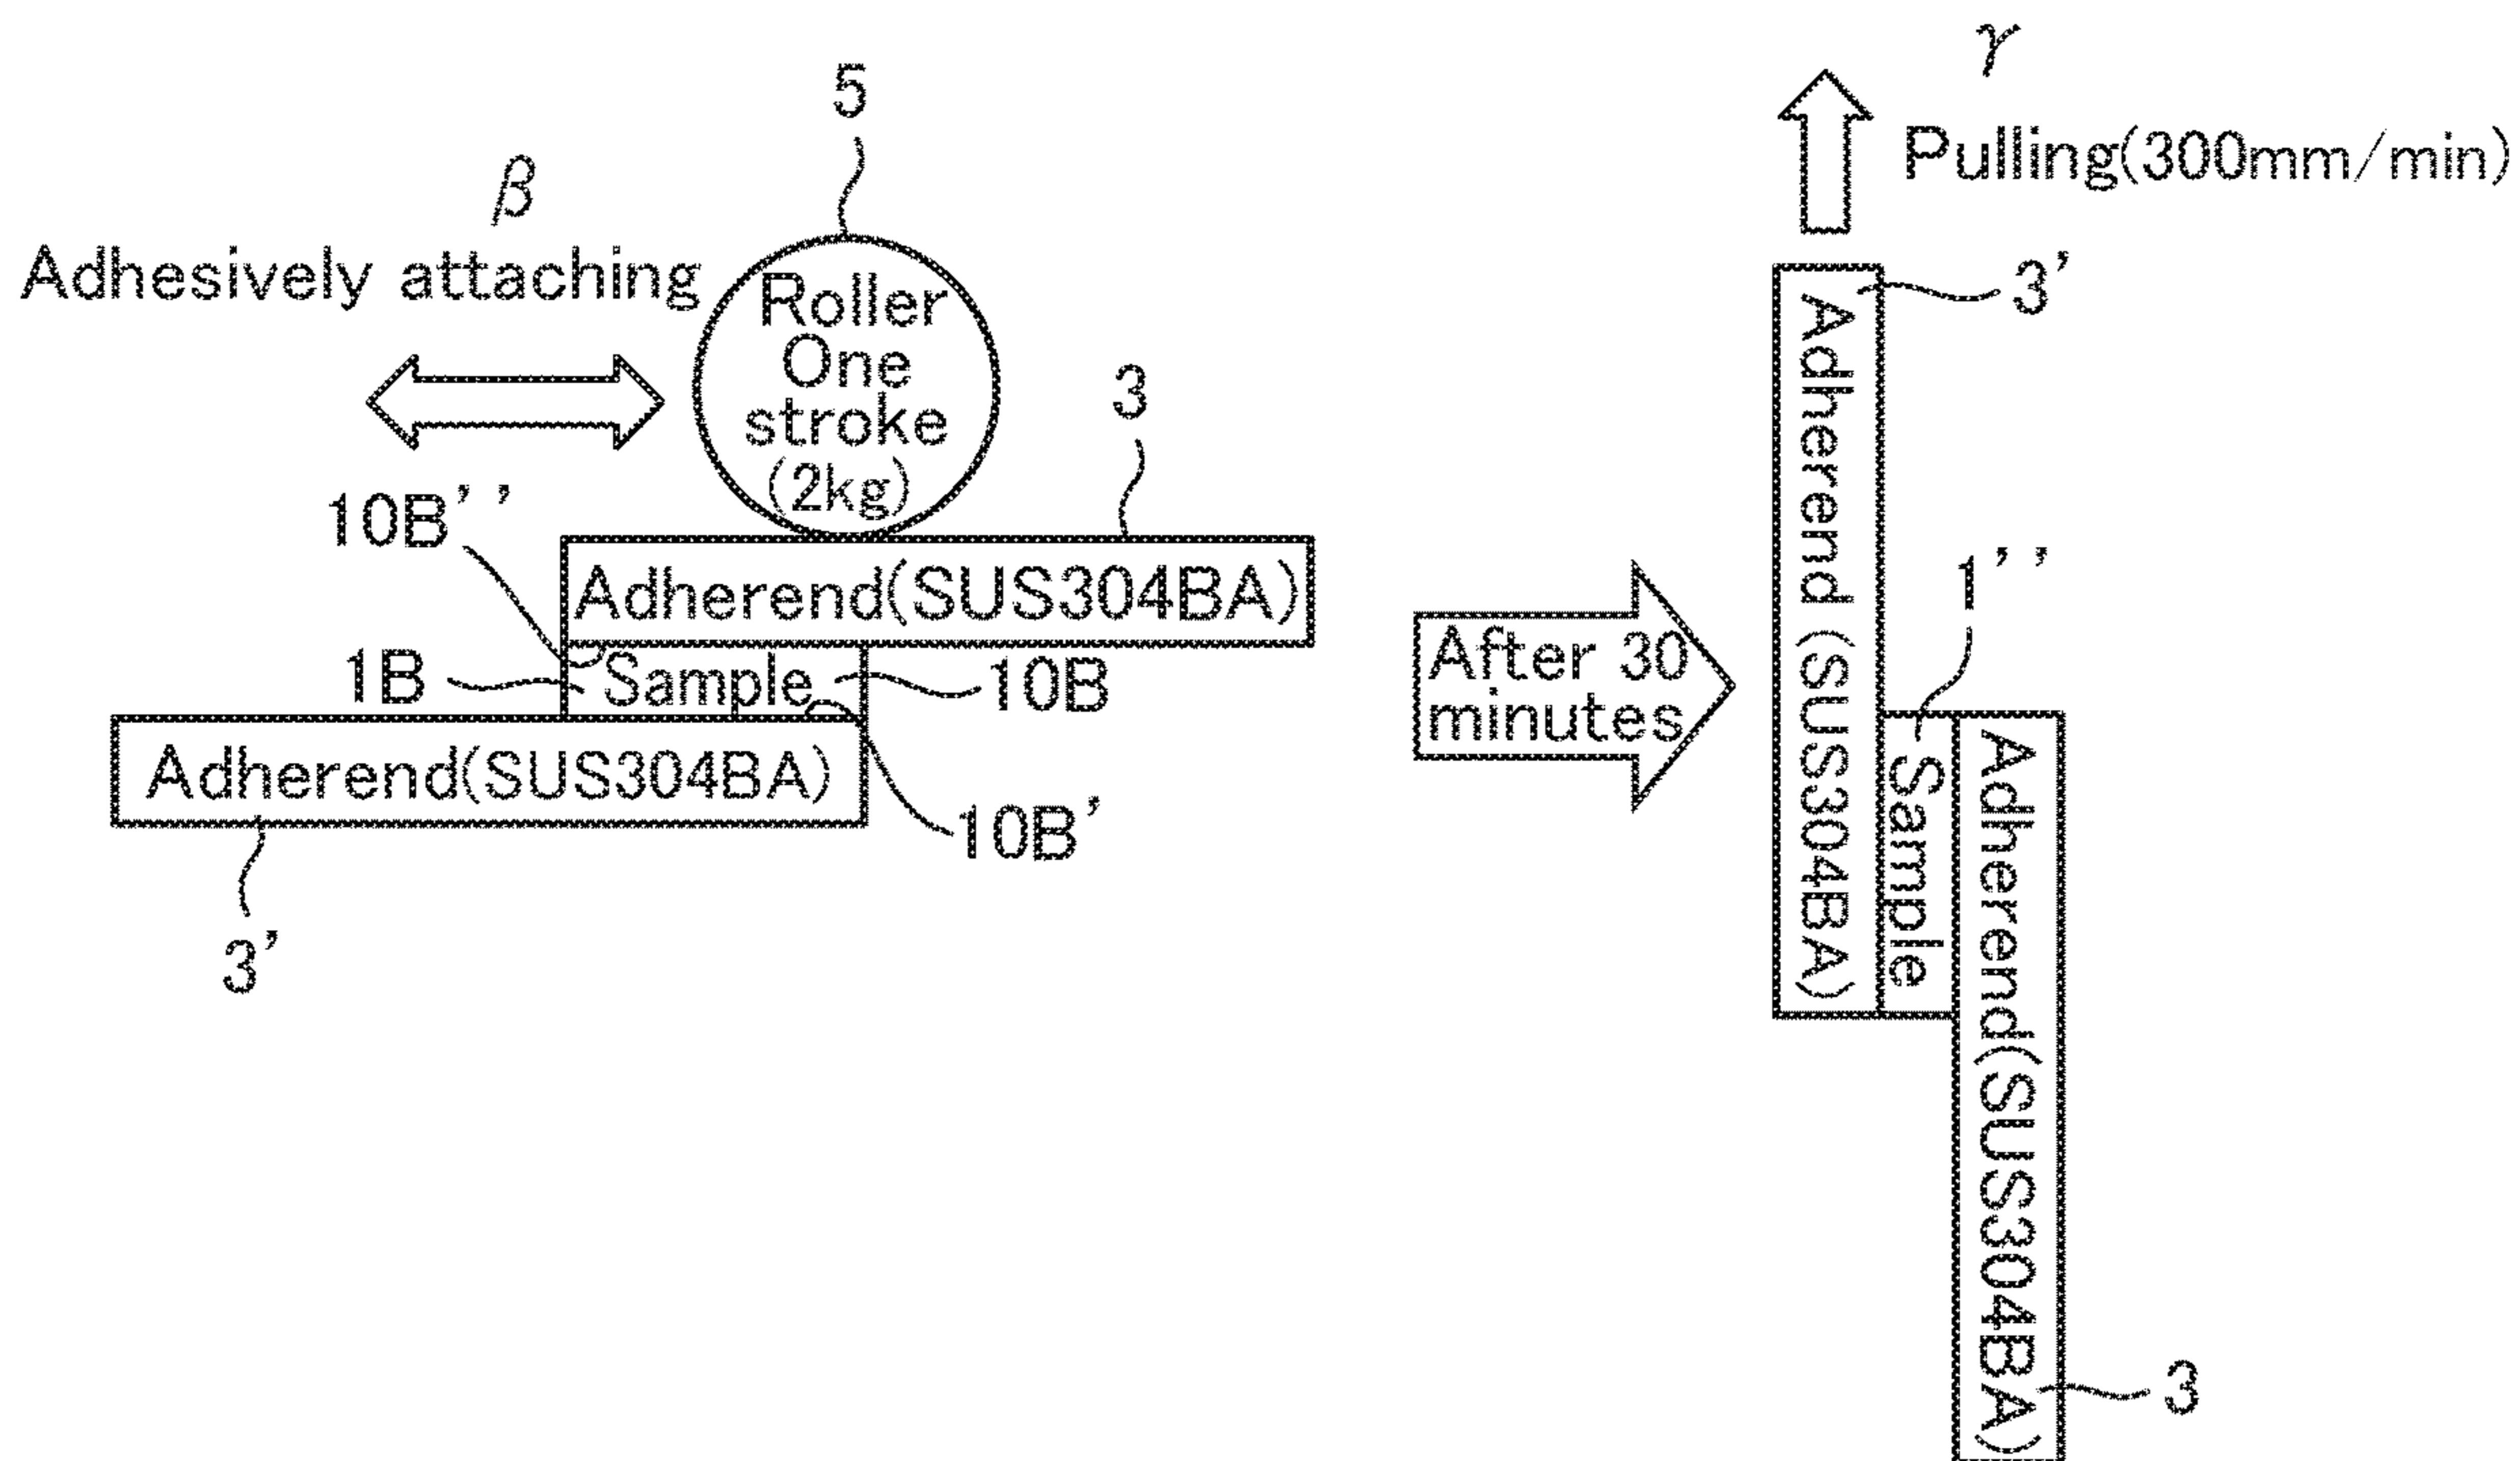 5
β
Adhesively attaching
Roller
One
stroke
(2kg)
3
10B''
Adherend(SUS304BA)
1B
Sample
10B
Adherend(SUS304BA)
10B'
3'
After 30
minutes
γ
Pulling(300mm/min)
3'
Adherend (SUS304BA)
1''
Sample
Adherend(SUS304BA)
3